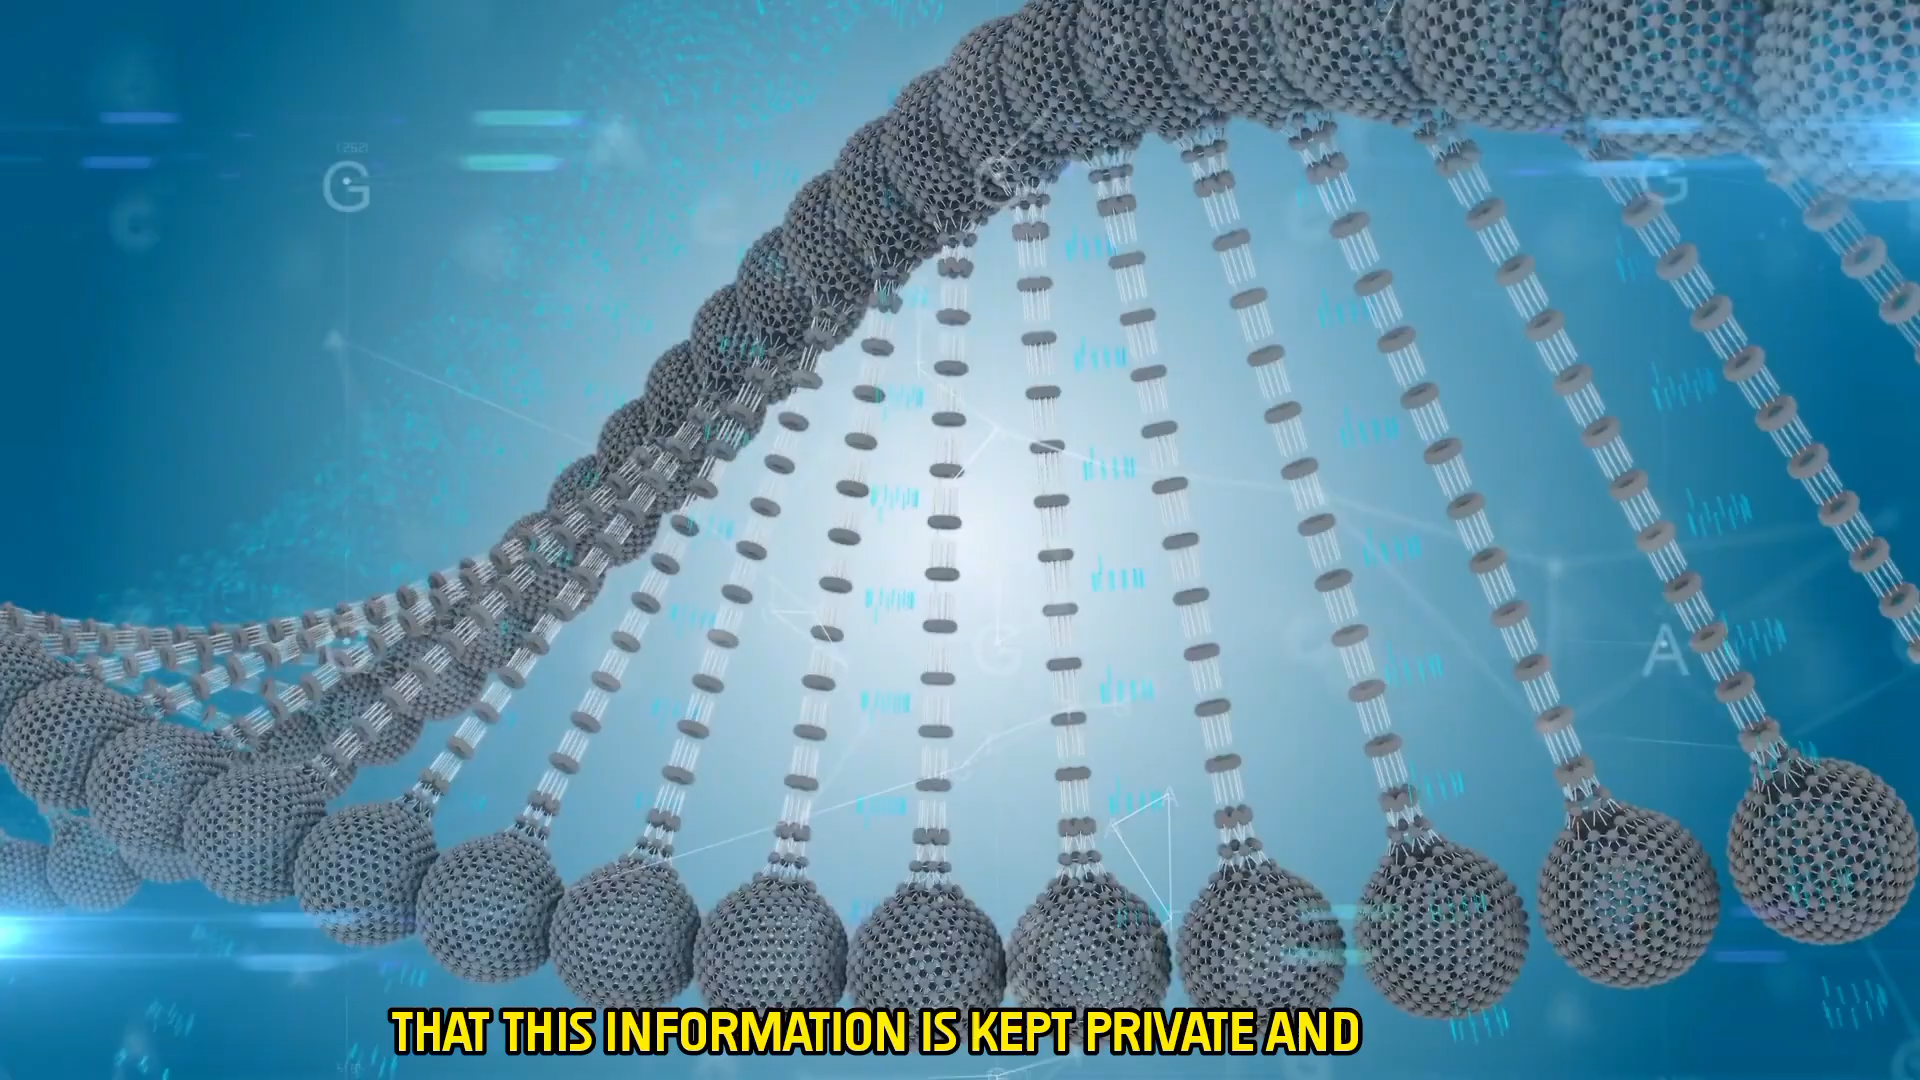 G
G
G
A
THAT THIS INFORMATION IS KEPT PRIVATE AND